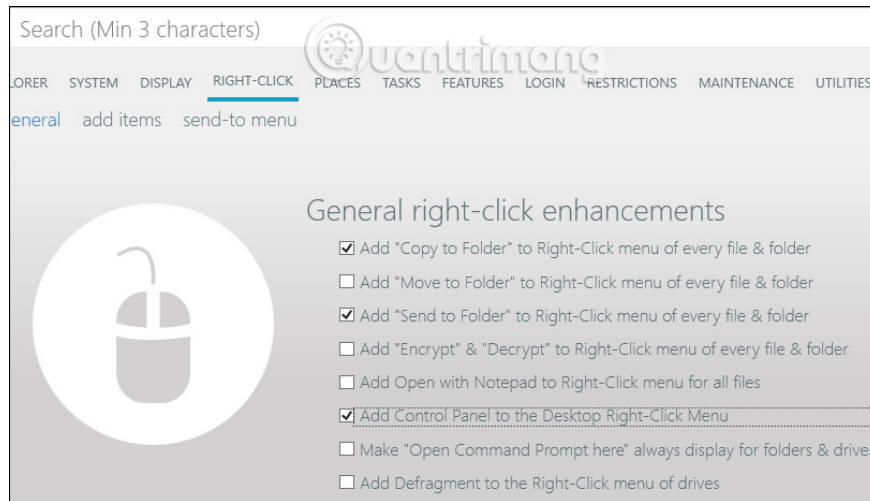 Search (Min 3 characters)
Quantrimang
LORER SYSTEM DISPLAY RIGHT-CLICK PLACES TASKS FEATURES LOGIN RESTRICTIONS MAINTENANCE UTILITIES
eneral add items send-to menu
General right-click enhancements
Add "Copy to Folder" to Right-Click menu of every file & folder
Add "Move to Folder" to Right-Click menu of every file & folder
Add "Send to Folder" to Right-Click menu of every file & folder
Add "Encrypt" & "Decrypt" to Right-Click menu of every file & folder
Add Open with Notepad to Right-Click menu for all files
Add Control Panel to the Desktop Right-Click Menu
Make "Open Command Prompt here" always display for folders & drives
Add Defragment to the Right-Click menu of drives